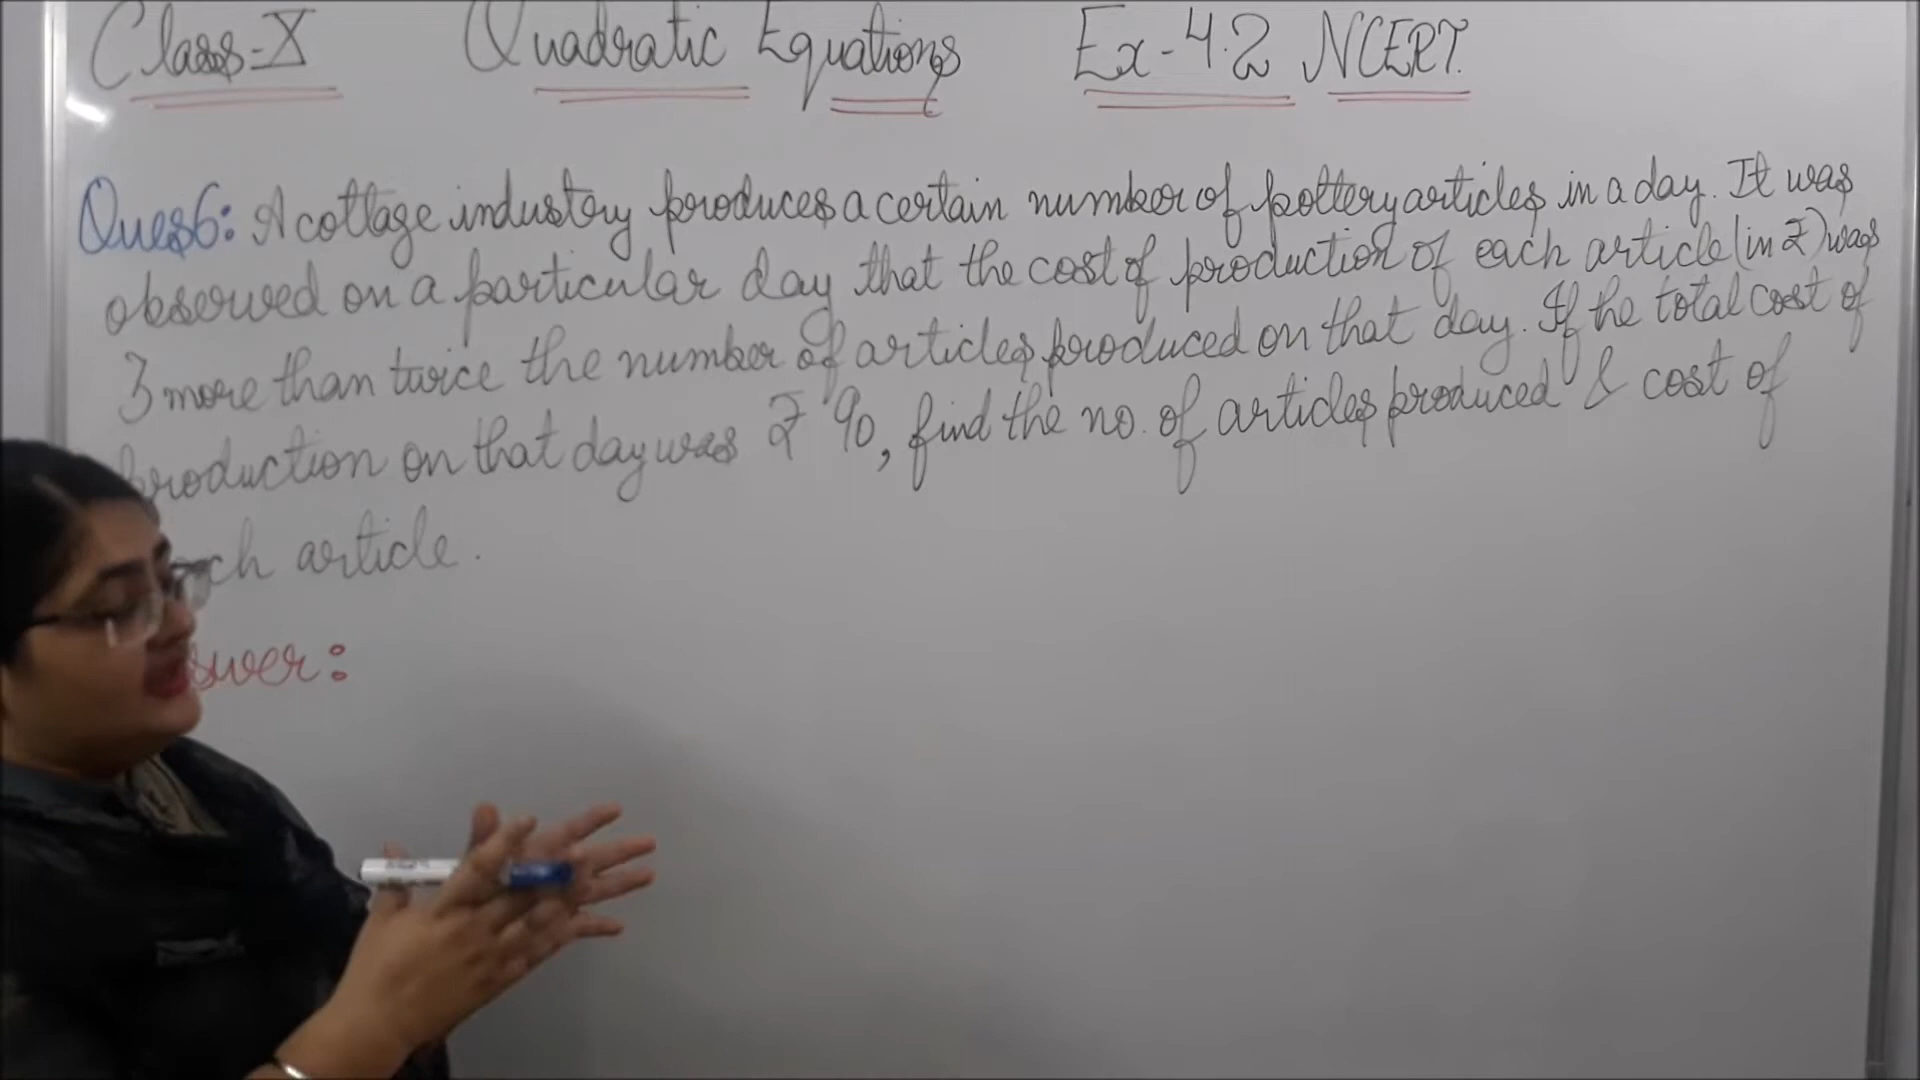 Class-X Quadratic Equations Ex-4.2 NCERT
Ques6: A cottage industry produces a certain number of pottery articles in a day. It was
observed on a particular day that the cost of production of each article (in ₹) was
3 more than twice the number of articles produced on that day. If the total cost of
production on that day was ₹ 90, find the no. of articles produced & cost of
ch article.
swer: